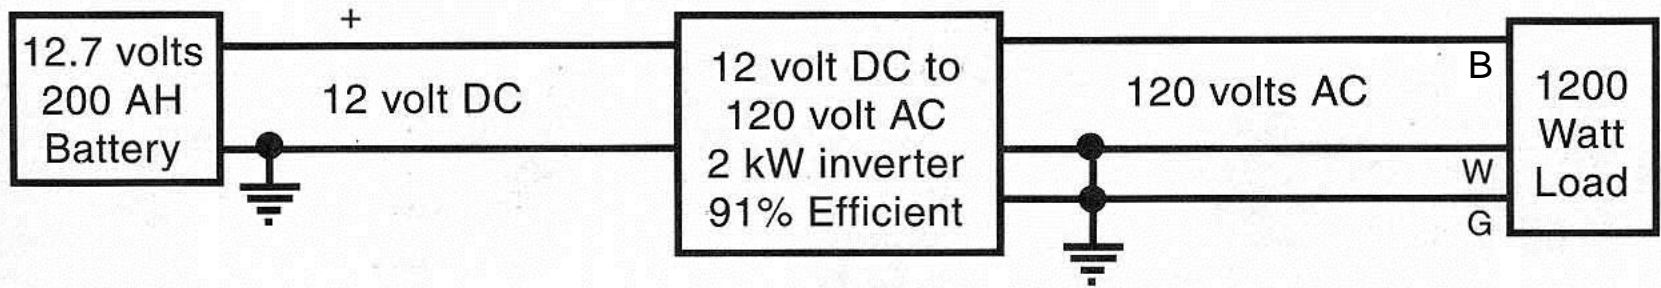 +
12.7 volts
200 AH
Battery
12 volt DC
12 volt DC to
120 volt AC
2 kW inverter
91% Efficient
120 volts AC
B
W
G
1200
Watt
Load